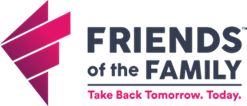 FRIENDS™
of the FAMILY
Take Back Tomorrow. Today.